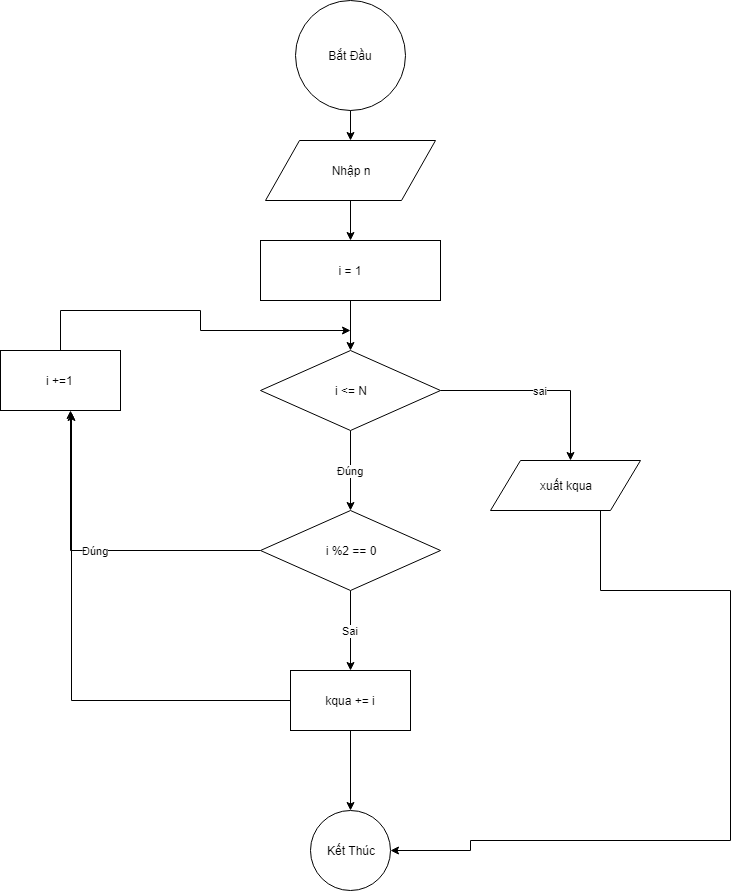 Bắt Đầu
Nhập n
i = 1
i +=1
i <= N
sai
Đúng
xuất kqua
Đúng
i %2 == 0
Sai
kqua += i
Kết Thúc